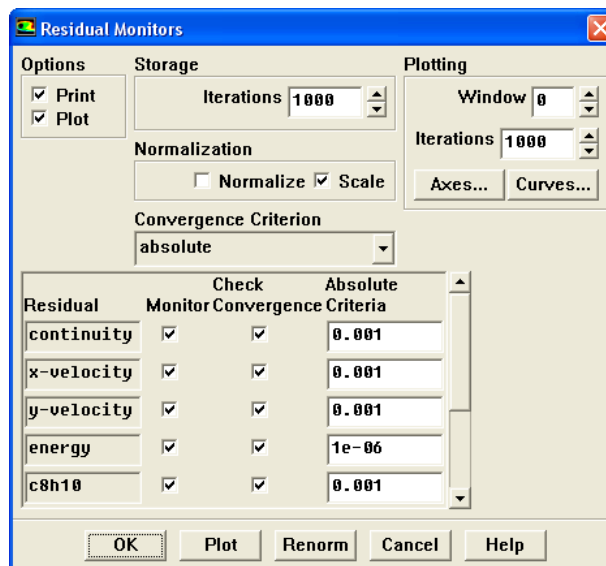 Residual Monitors
Options Storage Plotting
Print Iterations 1000 Window 0
Plot
Iterations 1000
Normalization
Normalize Scale Axes... Curves...
Convergence Criterion
absolute
Check Absolute
Residual Monitor Convergence Criteria
continuity 0.001
x-velocity 0.001
y-velocity 0.001
energy 1e-06
c8h10 0.001
OK Plot Renorm Cancel Help